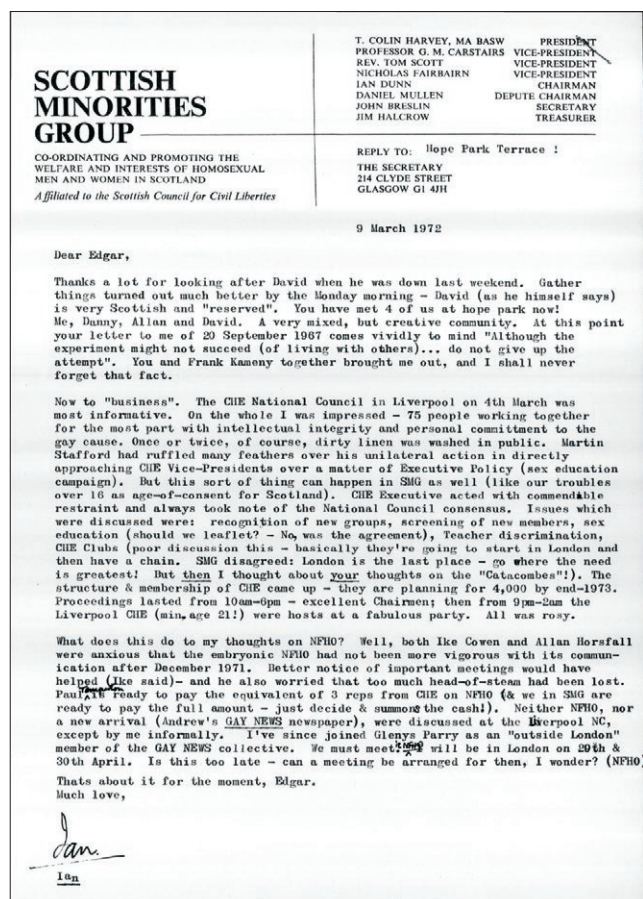 SCOTTISH
MINORITIES
GROUP
CO-ORDINATING AND PROMOTING THE
WELFARE AND INTERESTS OF HOMOSEXUAL
MEN AND WOMEN IN SCOTLAND
Affiliated to the Scottish Council for Civil Liberties
T. COLIN HARVEY, MA BASW PRESIDENT
PROFESSOR G. M. CARSTAIRS VICE-PRESIDENT
REV. TOM SCOTT VICE-PRESIDENT
NICHOLAS FAIRBAIRN VICE-PRESIDENT
IAN DUNN CHAIRMAN
DANIEL MULLEN DEPUTE CHAIRMAN
JOHN BRESLIN SECRETARY
JIM HALCROW TREASURER
REPLY TO: Hope Park Terrace !
THE SECRETARY
214 CLYDE STREET
GLASGOW G1 4JH
9 March 1972
Dear Edgar,
Thanks a lot for looking after David when he was down last weekend. Gather
things turned out much better by the Monday morning - David (as he himself says)
is very Scottish and "reserved". You have met 4 of us at hope park now!
Me, Danny, Allan and David. A very mixed, but creative community. At this point
your letter to me of 20 September 1967 comes vividly to mind "Although the
experiment might not succeed (of living with others)... do not give up the
attempt". You and Frank Kameny together brought me out, and I shall never
forget that fact.
Now to "business". The CHE National Council in Liverpool on 4th March was
most informative. On the whole I was impressed - 75 people working together
for the most part with intellectual integrity and personal committment to the
gay cause. Once or twice, of course, dirty linen was washed in public. Martin
Stafford had ruffled many feathers over his unilateral action in directly
approaching CHE Vice-Presidents over a matter of Executive Policy (sex education
campaign). But this sort of thing can happen in SMG as well (like our troubles
over 16 as age-of-consent for Scotland). CHE Executive acted with commendable
restraint and always took note of the National Council consensus. Issues which
were discussed were: recognition of new groups, screening of new members, sex
education (should we leaflet? - No, was the agreement), Teacher discrimination,
CHE Clubs (poor discussion this - basically they're going to start in London and
then have a chain. SMG disagreed: London is the last place - go where the need
is greatest! But then I thought about your thoughts on the "Catacombes"!). The
structure & membership of CHE came up - they are planning for 4,000 by end-1973.
Proceedings lasted from 10am-6pm - excellent Chairmen; then from 9pm-2am the
Liverpool CHE (min. age 21!) were hosts at a fabulous party. All was rosy.
What does this do to my thoughts on NFHO? Well, both Ike Cowen and Allan Horsfall
were anxious that the embryonic NFHO had not been more vigorous with its commun-
ication after December 1971. Better notice of important meetings would have
helped (Ike said)- and he also worried that too much head-of-steam had been lost.
Paul is ready to pay the equivalent of 3 reps from CHE on NFHO (& we in SMG are
ready to pay the full amount - just decide & summons the cash!). Neither NFHO, nor
a new arrival (Andrew's GAY NEWS newspaper), were discussed at the Liverpool NC,
except by me informally. I've since joined Glenys Parry as an "outside London"
member of the GAY NEWS collective. We must meet! will be in London on 29th &
30th April. Is this too late - can a meeting be arranged for then, I wonder? (NFHO)
Thats about it for the moment, Edgar.
Much love,
Ian.
Ian